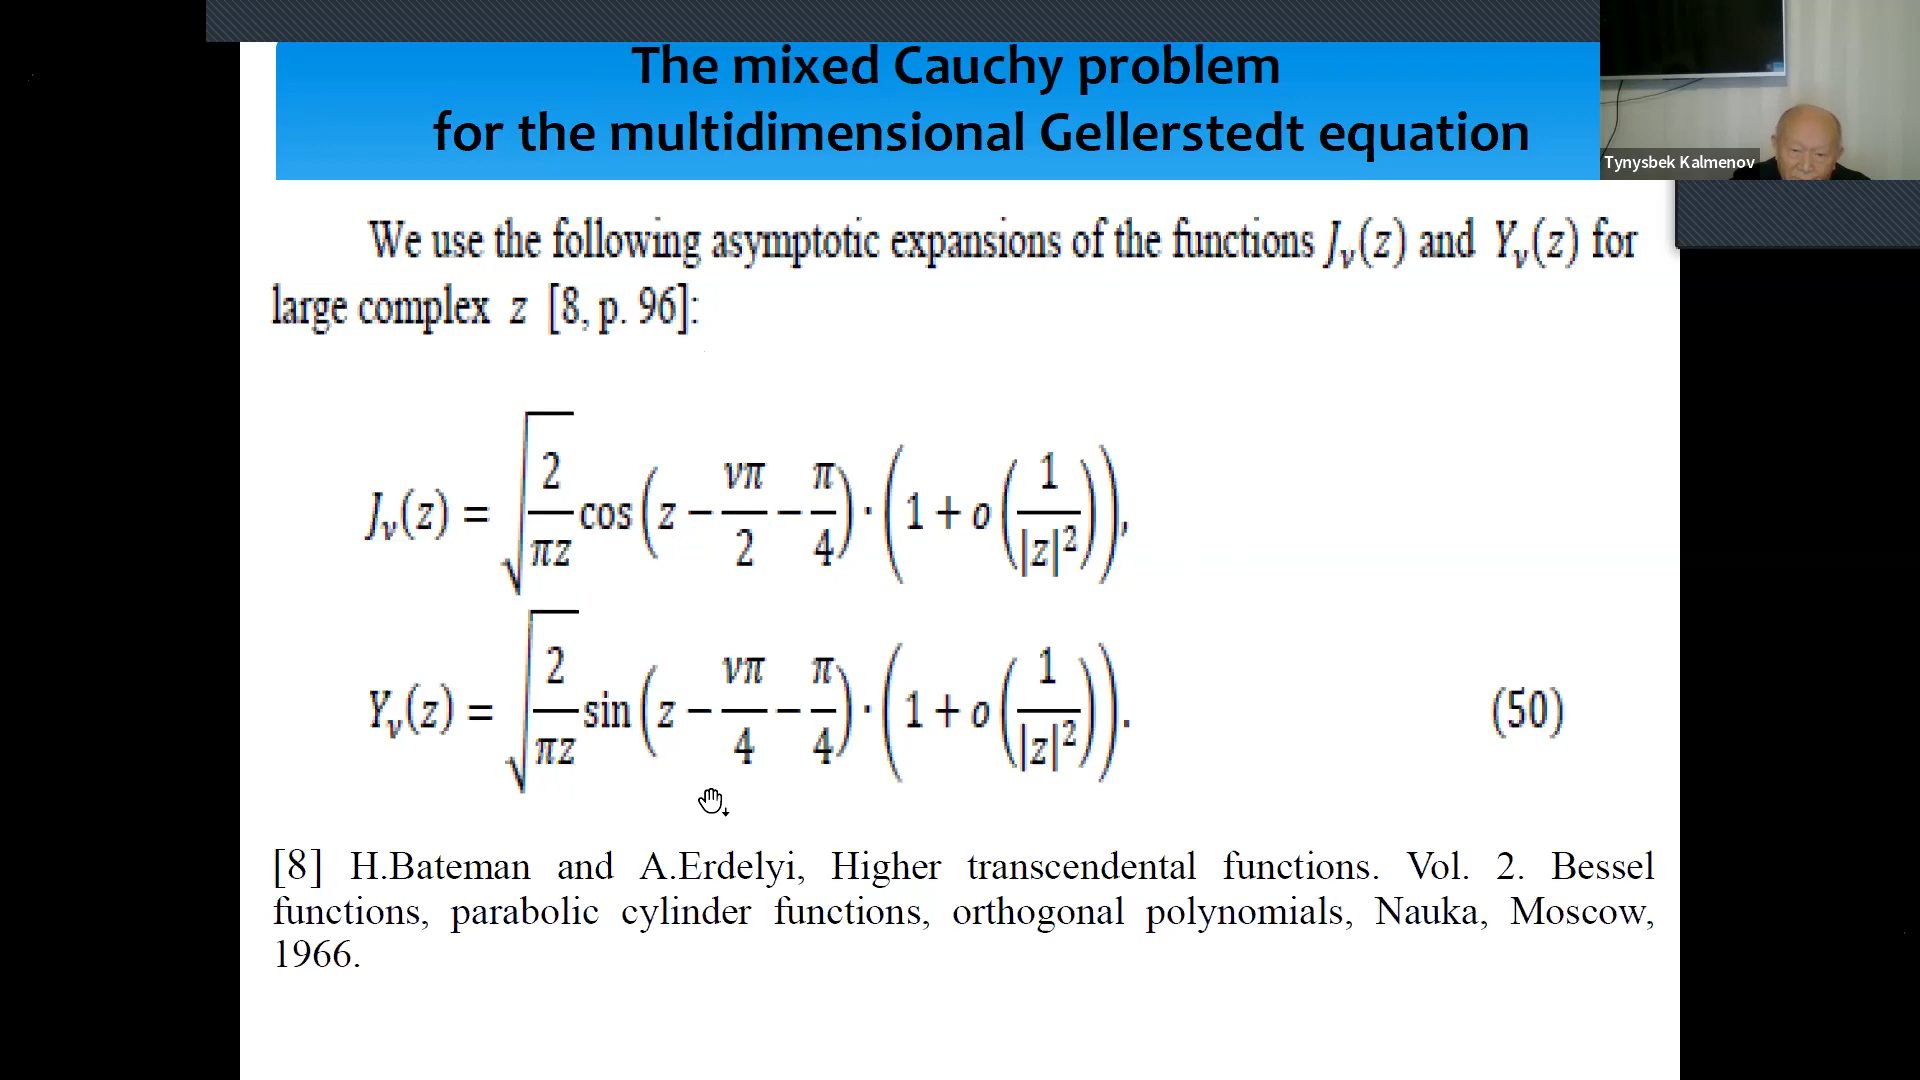 The mixed Cauchy problem
for the multidimensional Gellerstedt equation
Tynysbek Kalmenov
We use the following asymptotic expansions of the functions J_ν(z) and Y_ν(z) for
large complex z [8, p. 96]:
J_ν(z) = √(2/(πz)) cos(z − νπ/2 − π/4) · (1 + o(1/|z|²)),
Y_ν(z) = √(2/(πz)) sin(z − νπ/4 − π/4) · (1 + o(1/|z|²)). (50)
[8] H.Bateman and A.Erdelyi, Higher transcendental functions. Vol. 2. Bessel
functions, parabolic cylinder functions, orthogonal polynomials, Nauka, Moscow,
1966.